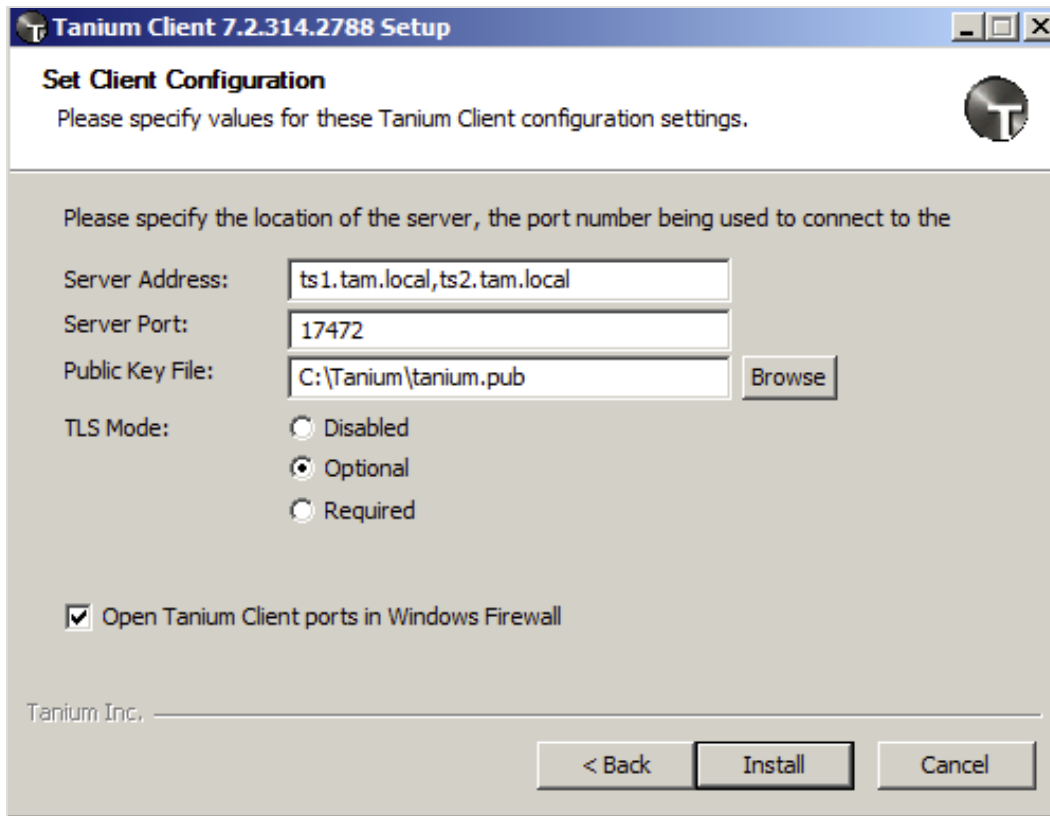 Tanium Client 7.2.314.2788 Setup
Set Client Configuration
Please specify values for these Tanium Client configuration settings.
Please specify the location of the server, the port number being used to connect to the
Server Address: ts1.tam.local,ts2.tam.local
Server Port: 17472
Public Key File: C:\Tanium\tanium.pub Browse
TLS Mode: Disabled
Optional
Required
Open Tanium Client ports in Windows Firewall
Tanium Inc.
< Back Install Cancel